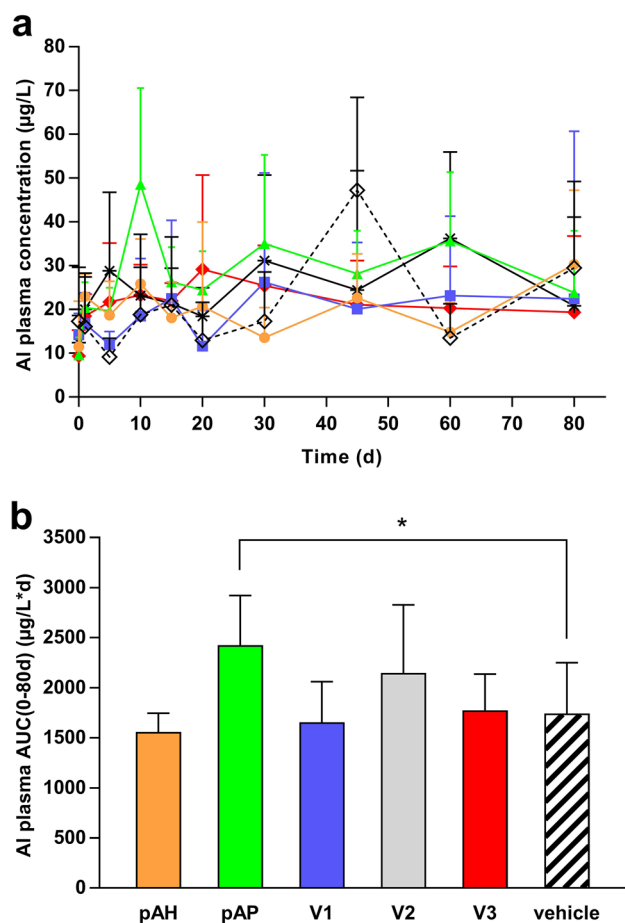 a
Al plasma concentration (µg/L)
80
70
60
50
40
30
20
10
0
0 10 20 30 40 50 60 70 80
Time (d)
b
Al plasma AUC(0-80d) (µg/L*d)
3500
3000
2500
2000
1500
1000
500
0
*
pAH pAP V1 V2 V3 vehicle